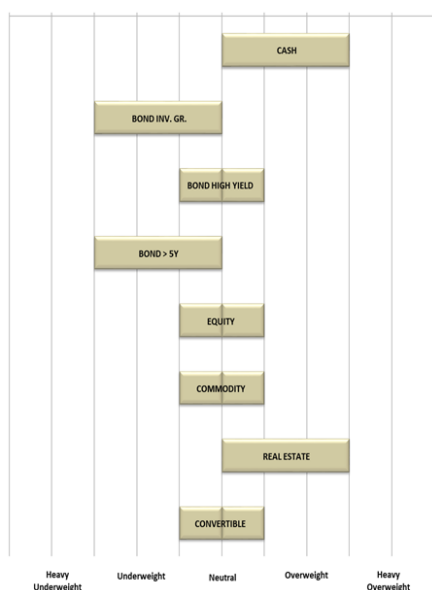 CASH
BOND INV. GR.
BOND HIGH YIELD
BOND > 5Y
EQUITY
COMMODITY
REAL ESTATE
CONVERTIBLE
Heavy Underweight
Underweight
Neutral
Overweight
Heavy Overweight